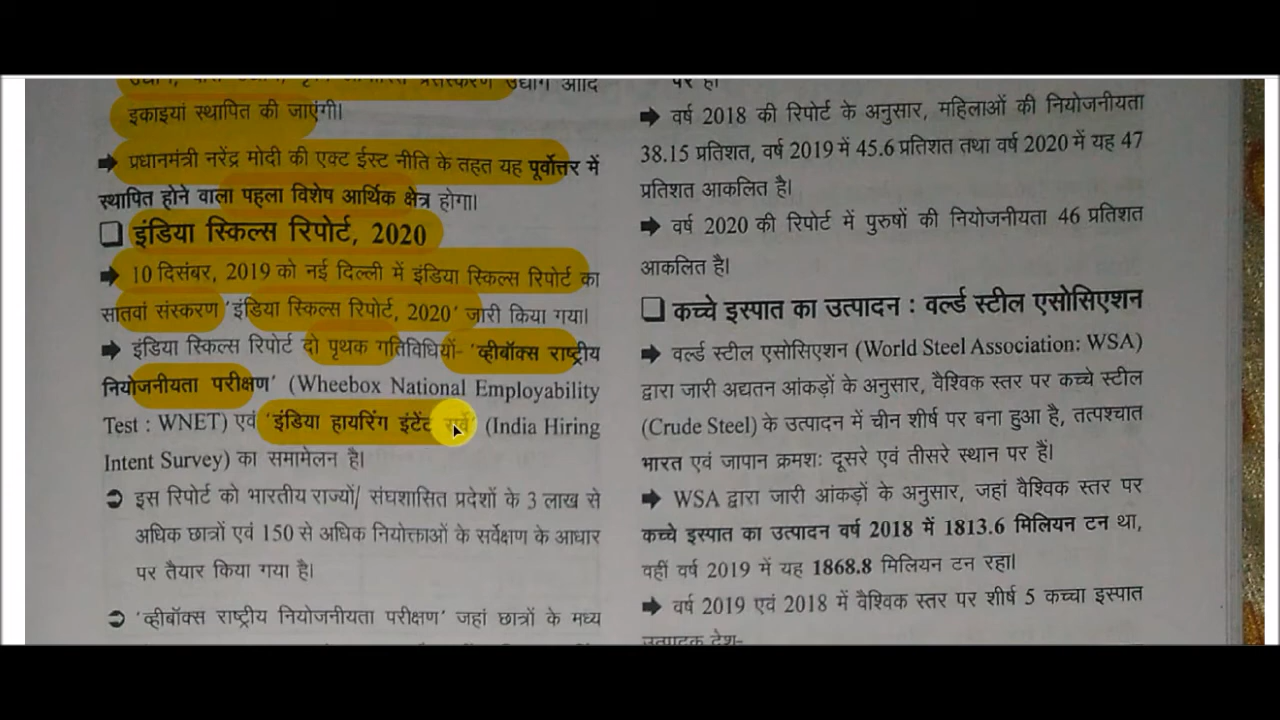 उद्योग, प्रसंस्करण उद्योग आदि
इकाइयां स्थापित की जाएंगी।
➡ प्रधानमंत्री नरेंद्र मोदी की एक्ट ईस्ट नीति के तहत यह पूर्वोत्तर में
स्थापित होने वाला पहला विशेष आर्थिक क्षेत्र होगा।
❑ इंडिया स्किल्स रिपोर्ट, 2020
➡ 10 दिसंबर, 2019 को नई दिल्ली में इंडिया स्किल्स रिपोर्ट का
सातवां संस्करण 'इंडिया स्किल्स रिपोर्ट, 2020' जारी किया गया।
➡ इंडिया स्किल्स रिपोर्ट दो पृथक गतिविधियों- 'व्हीबॉक्स राष्ट्रीय
नियोजनीयता परीक्षण' (Wheebox National Employability
Test : WNET) एवं 'इंडिया हायरिंग इंटेंट सर्वे' (India Hiring
Intent Survey) का समामेलन है।
➲ इस रिपोर्ट को भारतीय राज्यों/ संघशासित प्रदेशों के 3 लाख से
अधिक छात्रों एवं 150 से अधिक नियोक्ताओं के सर्वेक्षण के आधार
पर तैयार किया गया है।
➲ 'व्हीबॉक्स राष्ट्रीय नियोजनीयता परीक्षण' जहां छात्रों के मध्य
पर है।
➡ वर्ष 2018 की रिपोर्ट के अनुसार, महिलाओं की नियोजनीयता
38.15 प्रतिशत, वर्ष 2019 में 45.6 प्रतिशत तथा वर्ष 2020 में यह 47
प्रतिशत आकलित है।
➡ वर्ष 2020 की रिपोर्ट में पुरुषों की नियोजनीयता 46 प्रतिशत
आकलित है।
❑ कच्चे इस्पात का उत्पादन : वर्ल्ड स्टील एसोसिएशन
➡ वर्ल्ड स्टील एसोसिएशन (World Steel Association: WSA)
द्वारा जारी अद्यतन आंकड़ों के अनुसार, वैश्विक स्तर पर कच्चे स्टील
(Crude Steel) के उत्पादन में चीन शीर्ष पर बना हुआ है, तत्पश्चात
भारत एवं जापान क्रमशः दूसरे एवं तीसरे स्थान पर हैं।
➡ WSA द्वारा जारी आंकड़ों के अनुसार, जहां वैश्विक स्तर पर
कच्चे इस्पात का उत्पादन वर्ष 2018 में 1813.6 मिलियन टन था,
वहीं वर्ष 2019 में यह 1868.8 मिलियन टन रहा।
➡ वर्ष 2019 एवं 2018 में वैश्विक स्तर पर शीर्ष 5 कच्चा इस्पात
उत्पादक देश-